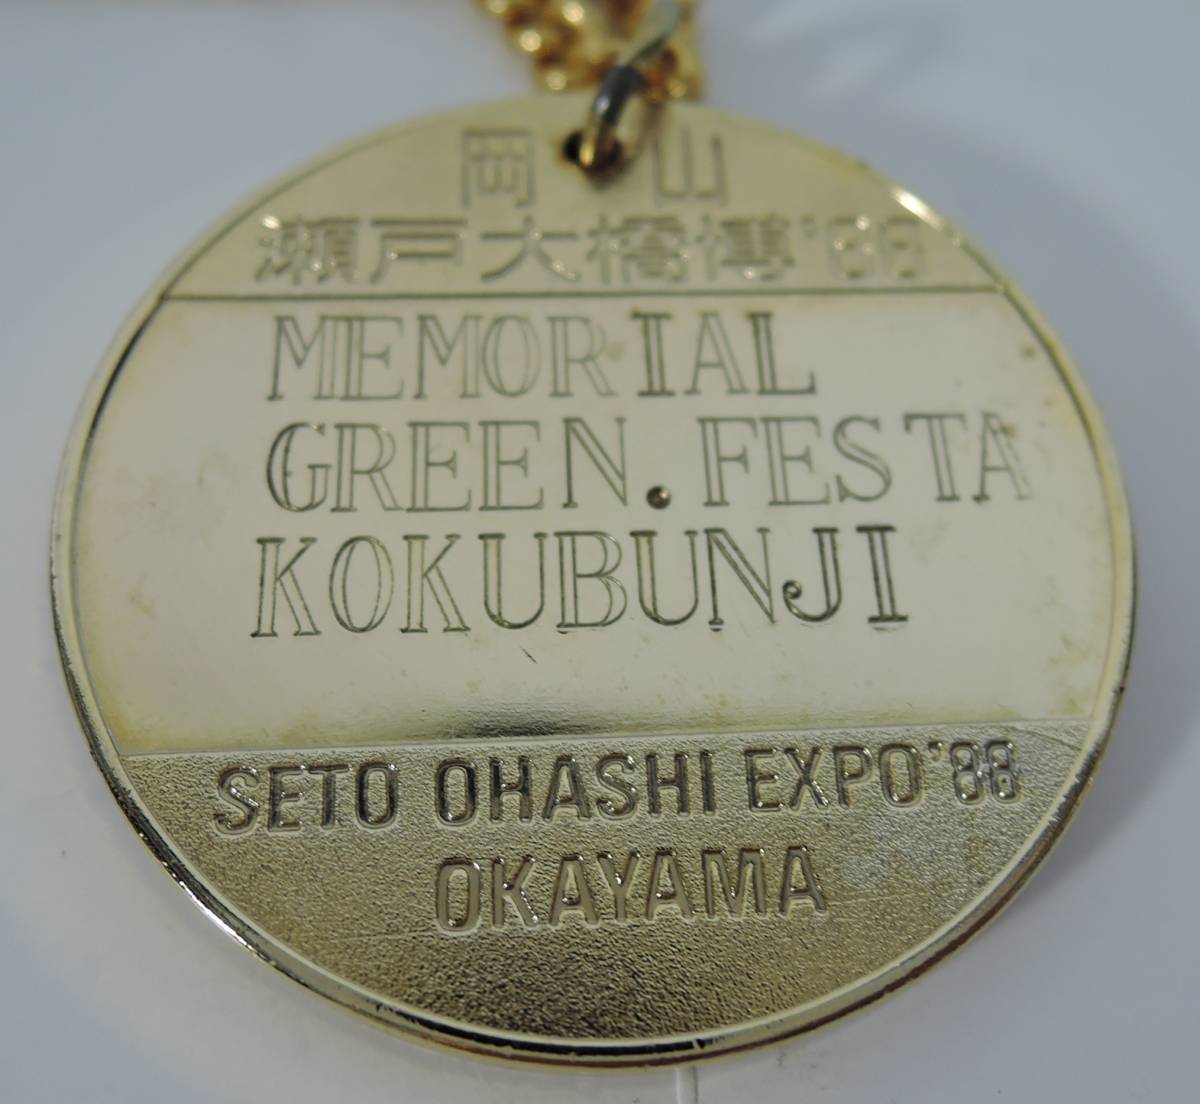 岡山
瀬戸大橋博'88
MEMORIAL
GREEN.FESTA
KOKUBUNJI
SETO OHASHI EXPO'88
OKAYAMA